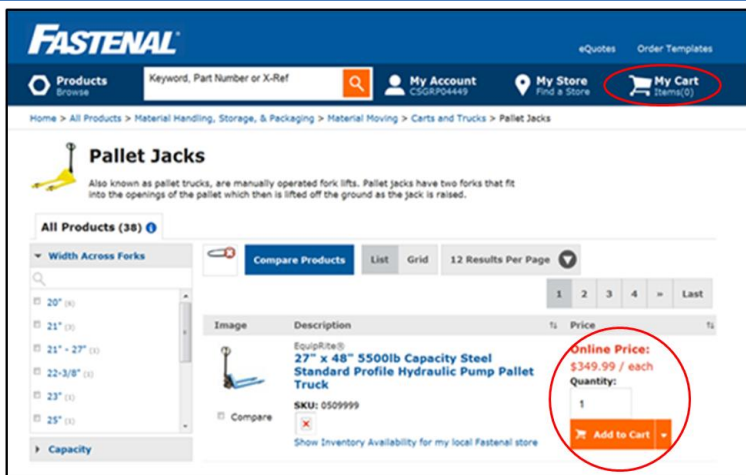 FASTENAL
eQuotes Order Templates
Products
Browse
Keyword, Part Number or X-Ref
My Account
CSGRP04449
My Store
Find a Store
My Cart
Items(0)
Home > All Products > Material Handling, Storage, & Packaging > Material Moving > Carts and Trucks > Pallet Jacks
Pallet Jacks
Also known as pallet trucks, are manually operated fork lifts. Pallet jacks have two forks that fit
into the openings of the pallet which then is lifted off the ground as the jack is raised.
All Products (38)
Width Across Forks
20" (6)
21" (3)
21" - 27" (1)
22-3/8" (1)
23" (1)
25" (1)
Capacity
Compare Products List Grid 12 Results Per Page
1 2 3 4 » Last
Image Description Price
EquipRite®
27" x 48" 5500lb Capacity Steel
Standard Profile Hydraulic Pump Pallet
Truck
SKU: 0509999
Compare
Show Inventory Availability for my local Fastenal store
Online Price:
$349.99 / each
Quantity:
1
Add to Cart